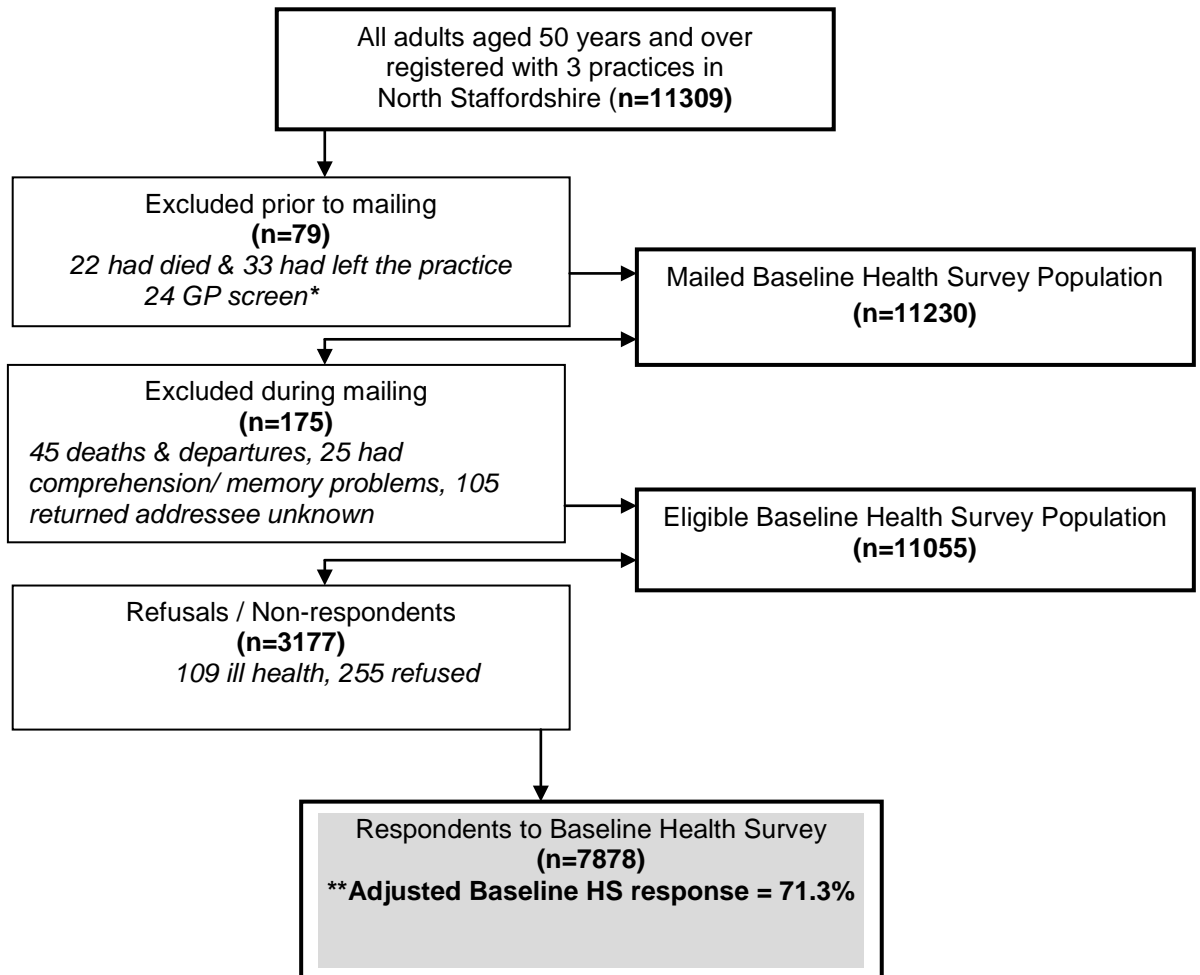 All adults aged 50 years and over
registered with 3 practices in
North Staffordshire (n=11309)
Excluded prior to mailing
(n=79)
22 had died & 33 had left the practice
24 GP screen*
Mailed Baseline Health Survey Population
(n=11230)
Excluded during mailing
(n=175)
45 deaths & departures, 25 had
comprehension/ memory problems, 105
returned addressee unknown
Eligible Baseline Health Survey Population
(n=11055)
Refusals / Non-respondents
(n=3177)
109 ill health, 255 refused
Respondents to Baseline Health Survey
(n=7878)
**Adjusted Baseline HS response = 71.3%